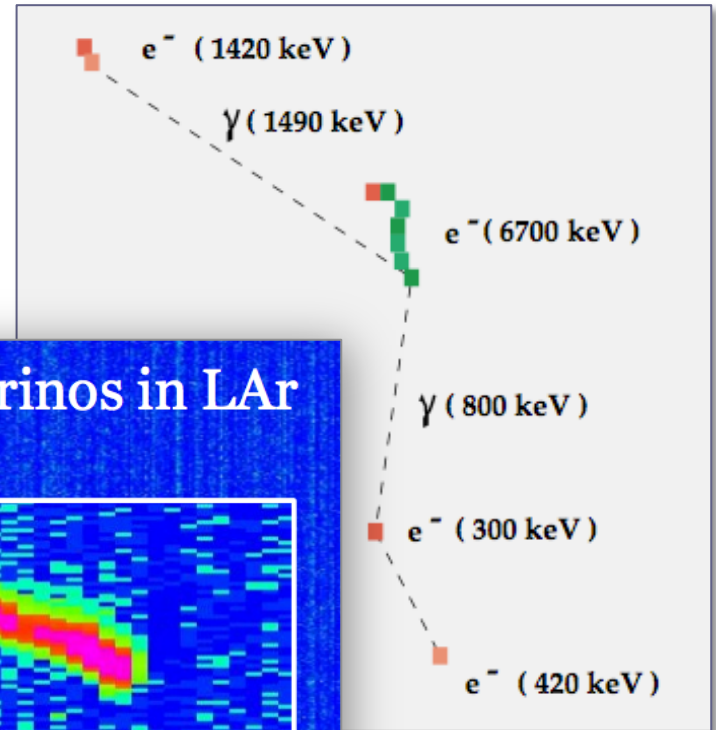 e⁻ ( 1420 keV )
γ ( 1490 keV )
e⁻ ( 6700 keV )
rinos in LAr
γ ( 800 keV )
e⁻ ( 300 keV )
e⁻ ( 420 keV )